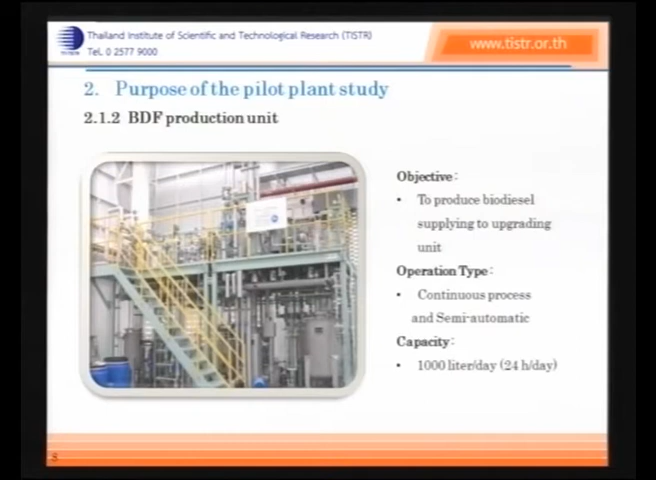 Thailand Institute of Scientific and Technological Research (TISTR)
Tel. 0 2577 9000
www.tistr.or.th
2. Purpose of the pilot plant study
2.1.2 BDF production unit
Objective:
• To produce biodiesel
supplying to upgrading
unit
Operation Type:
• Continuous process
and Semi-automatic
Capacity:
• 1000 liter/day (24 h/day)
8